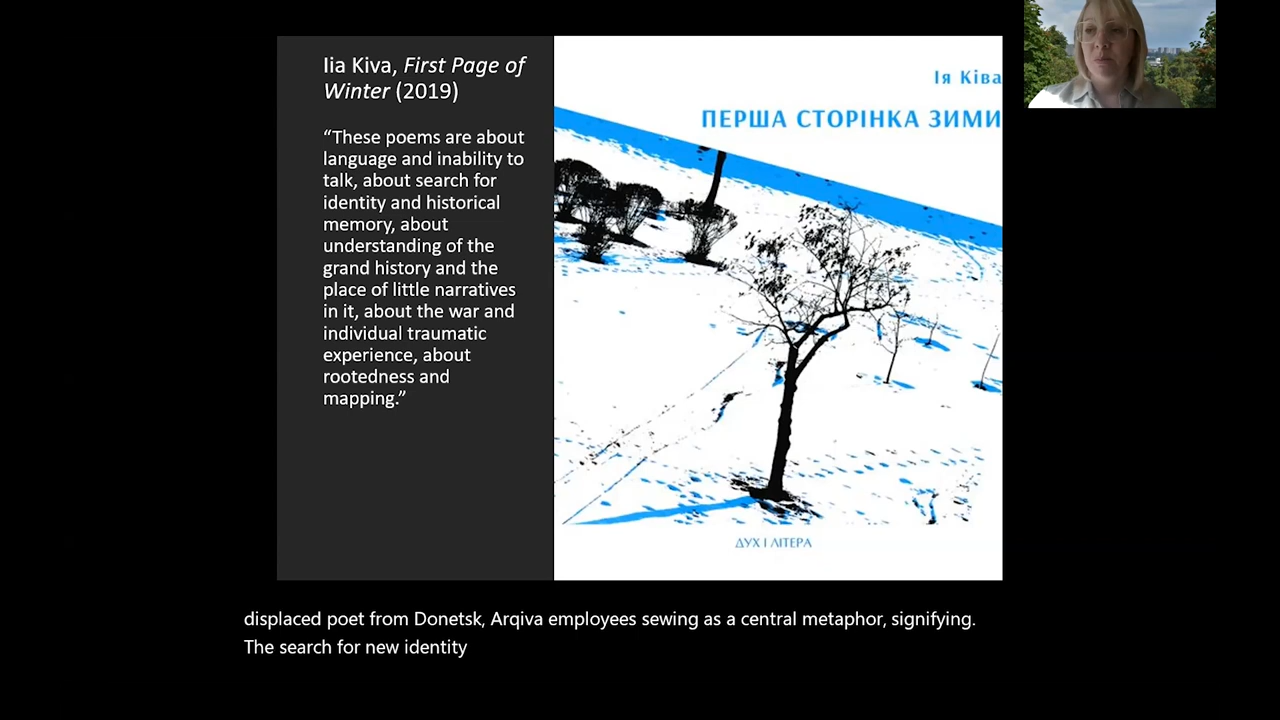 Iia Kiva, First Page of
Winter (2019)
“These poems are about
language and inability to
talk, about search for
identity and historical
memory, about
understanding of the
grand history and the
place of little narratives
in it, about the war and
individual traumatic
experience, about
rootedness and
mapping.”
Ія Ківа
ПЕРША СТОРІНКА ЗИМИ
ДУХ І ЛІТЕРА
displaced poet from Donetsk, Arqiva employees sewing as a central metaphor, signifying.
The search for new identity